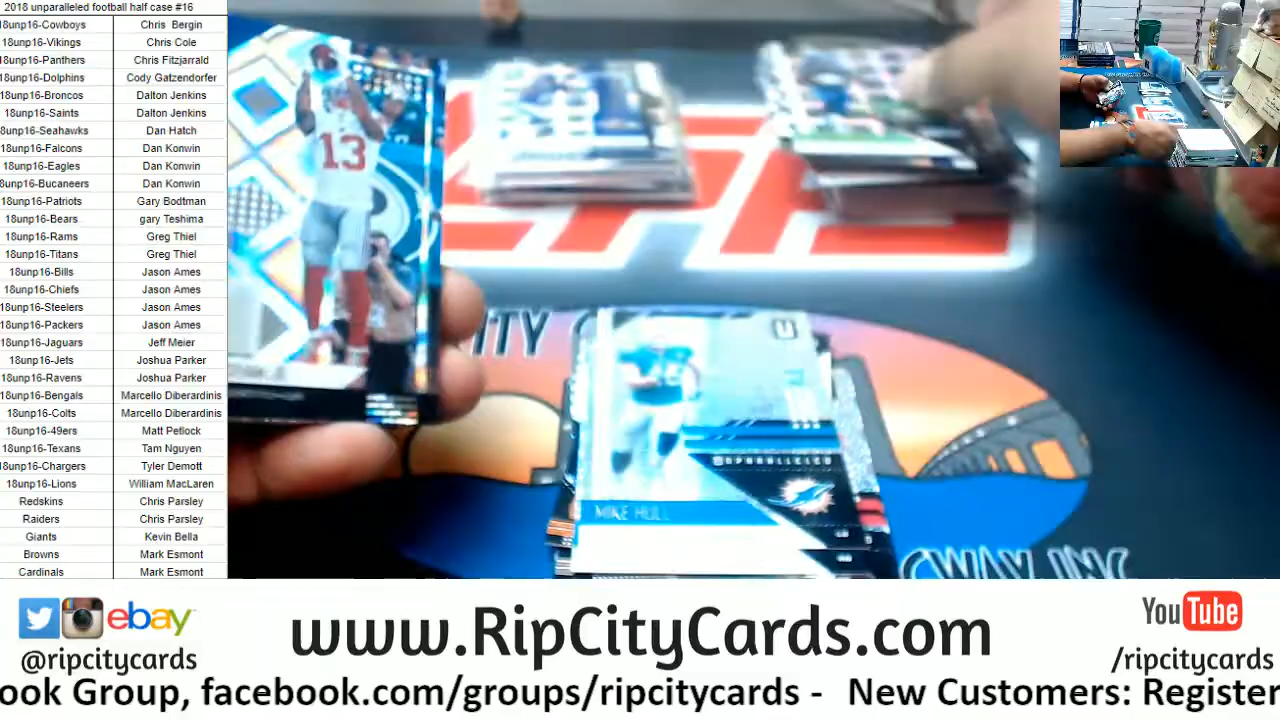 2018 unparalleled football half case #16
18unp16-Cowboys Chris Bergin
18unp16-Vikings Chris Cole
18unp16-Panthers Chris Fitzjarrald
18unp16-Dolphins Cody Gatzendorfer
18unp16-Broncos Dalton Jenkins
18unp16-Saints Dalton Jenkins
18unp16-Seahawks Dan Hatch
18unp16-Falcons Dan Konwin
18unp16-Eagles Dan Konwin
18unp16-Bucaneers Dan Konwin
18unp16-Patriots Gary Bodtman
18unp16-Bears gary Teshima
18unp16-Rams Greg Thiel
18unp16-Titans Greg Thiel
18unp16-Bills Jason Ames
18unp16-Chiefs Jason Ames
18unp16-Steelers Jason Ames
18unp16-Packers Jason Ames
18unp16-Jaguars Jeff Meier
18unp16-Jets Joshua Parker
18unp16-Ravens Joshua Parker
18unp16-Bengals Marcello Diberardinis
18unp16-Colts Marcello Diberardinis
18unp16-49ers Matt Petlock
18unp16-Texans Tam Nguyen
18unp16-Chargers Tyler Demott
18unp16-Lions William MacLaren
Redskins Chris Parsley
Raiders Chris Parsley
Giants Kevin Bella
Browns Mark Esmont
Cardinals Mark Esmont
13
ITY
UNPARALLELED
MIKE HULL
WAY INC
ebay
@ripcitycards
www.RipCityCards.com
YouTube
/ripcitycards
ook Group, facebook.com/groups/ripcitycards - New Customers: Register